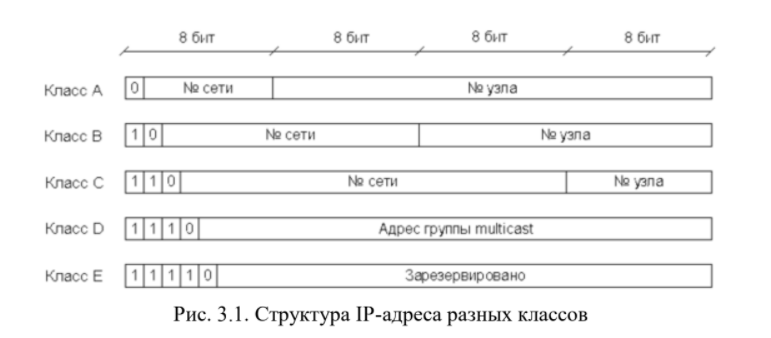 8 бит 8 бит 8 бит 8 бит
Класс A 0 № сети № узла
Класс B 1 0 № сети № узла
Класс C 1 1 0 № сети № узла
Класс D 1 1 1 0 Адрес группы multicast
Класс E 1 1 1 1 0 Зарезервировано
Рис. 3.1. Структура IP-адреса разных классов